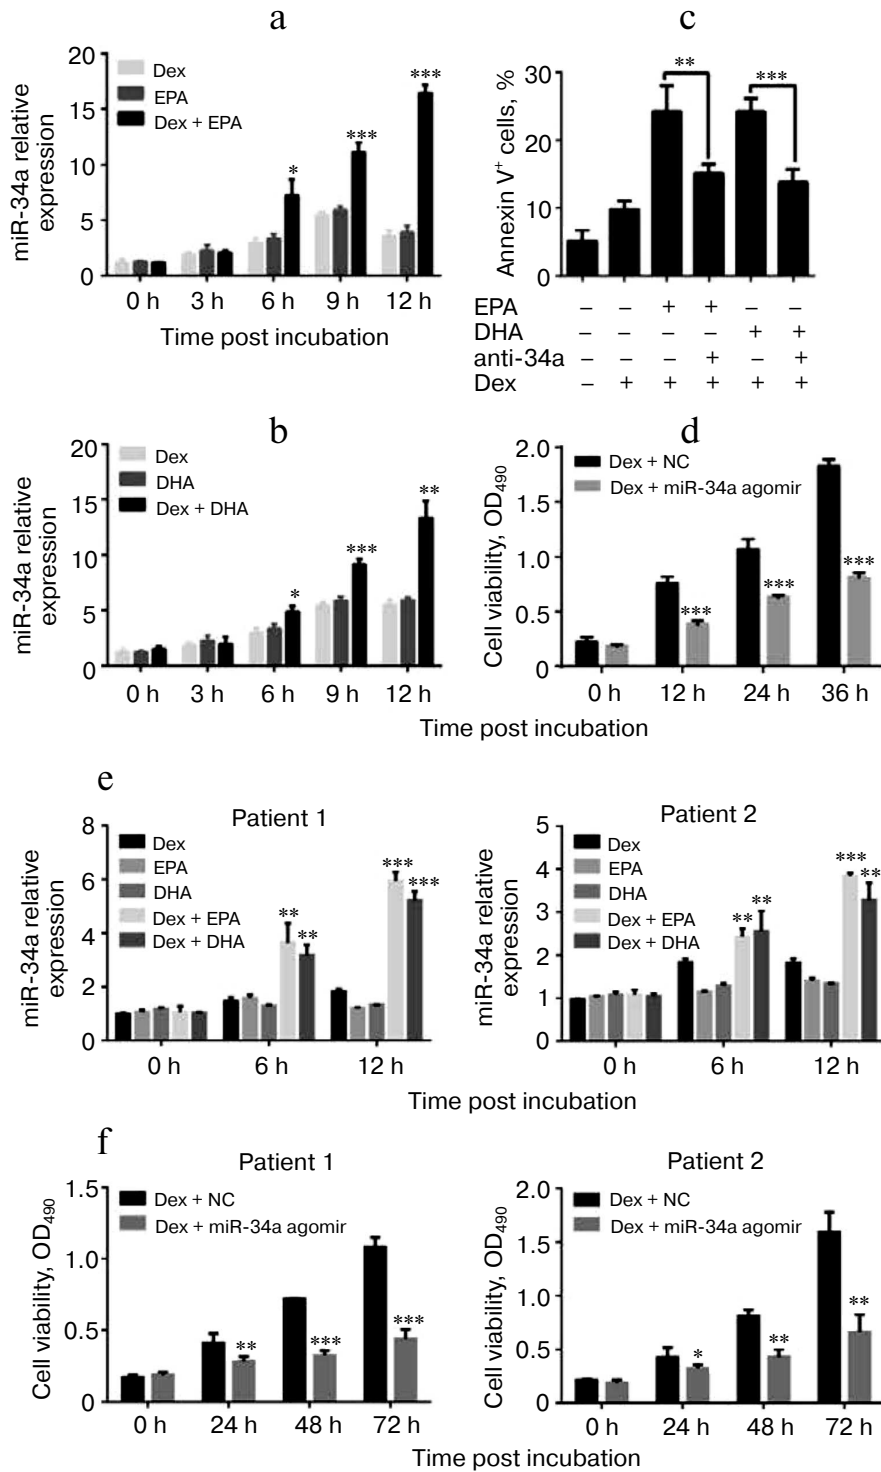 a
miR-34a relative
expression
20
15
10
5
0
Dex
EPA
Dex + EPA
*
***
***
0 h 3 h 6 h 9 h 12 h
Time post incubation
c
Annexin V⁺ cells, %
30
20
10
0
**
***
EPA – – + + – –
DHA – – – – + +
anti-34a – – – + – +
Dex – + + + + +
b
miR-34a relative
expression
20
15
10
5
0
Dex
DHA
Dex + DHA
*
***
**
0 h 3 h 6 h 9 h 12 h
d
Cell viability, OD₄₉₀
2.0
1.5
1.0
0.5
0
Dex + NC
Dex + miR-34a agomir
***
***
***
0 h 12 h 24 h 36 h
Time post incubation
e
Patient 1
miR-34a relative
expression
8
6
4
2
0
Dex
EPA
DHA
Dex + EPA
Dex + DHA
**
**
***
***
0 h 6 h 12 h
Patient 2
miR-34a relative
expression
5
4
3
2
1
0
Dex
EPA
DHA
Dex + EPA
Dex + DHA
**
**
***
**
0 h 6 h 12 h
Time post incubation
f
Patient 1
Cell viability, OD₄₉₀
1.5
1.0
0.5
0
Dex + NC
Dex + miR-34a agomir
**
***
***
0 h 24 h 48 h 72 h
Patient 2
Cell viability, OD₄₉₀
2.0
1.5
1.0
0.5
0
Dex + NC
Dex + miR-34a agomir
*
**
**
0 h 24 h 48 h 72 h
Time post incubation